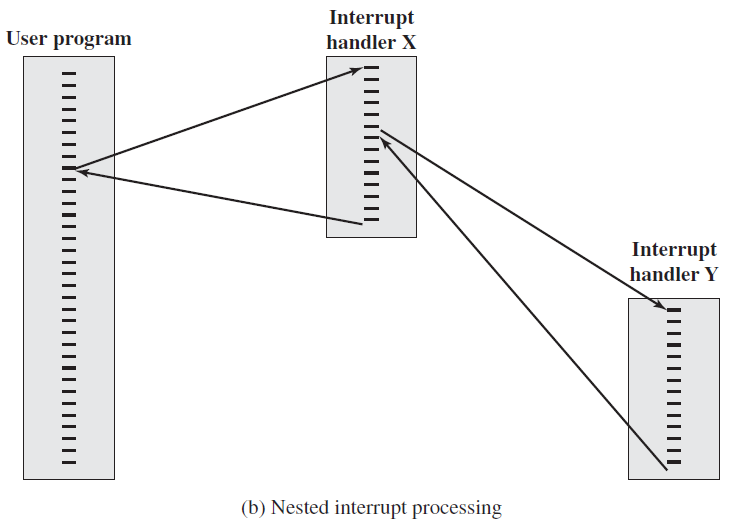 User program
Interrupt
handler X
Interrupt
handler Y
(b) Nested interrupt processing